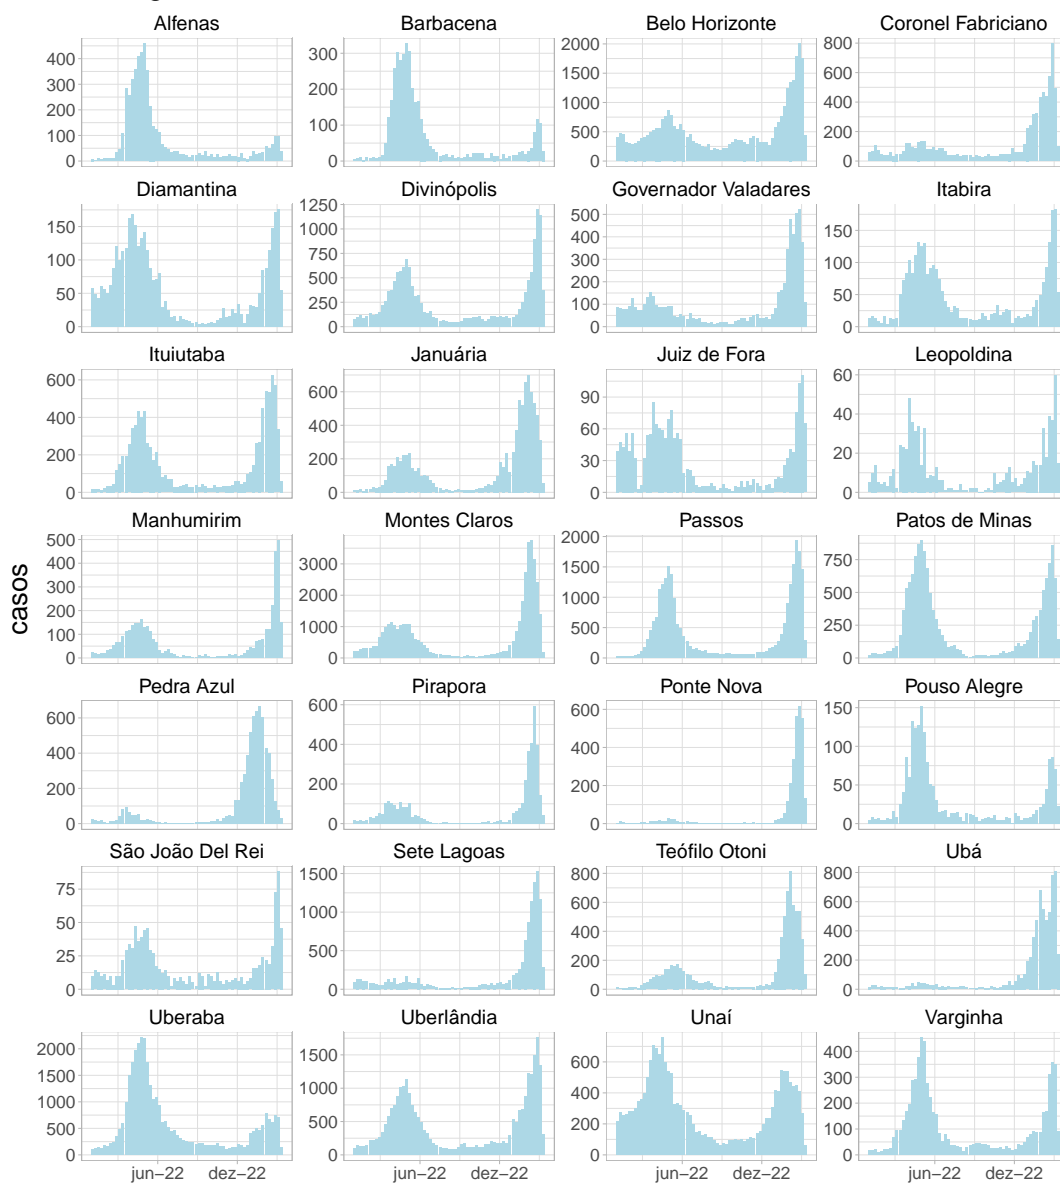 Alfenas Barbacena Belo Horizonte Coronel Fabriciano
400 300 2000 800
300 1500 600
200 200 1000 400
100 100 500 200
0 0 0 0
Diamantina Divinópolis Governador Valadares Itabira
150 1250 500 150
1000 400
100 750 300 100
500 200
50 250 100 50
0 0 0 0
Ituiutaba Januária Juiz de Fora Leopoldina
600 600 90 60
400 400 60 40
200 200 30 20
0 0 0 0
Manhumirim Montes Claros Passos Patos de Minas
500 3000 2000 750
400 1500
300 2000 1000 500
200
100 1000 500 250
0 0 0 0
Pedra Azul Pirapora Ponte Nova Pouso Alegre
600 600 600 150
400 400 400 100
200 200 200 50
0 0 0 0
São João Del Rei Sete Lagoas Teófilo Otoni Ubá
75 1500 800 800
600 600
50 1000 400 400
25 500 200 200
0 0 0 0
Uberaba Uberlândia Unaí Varginha
2000 1500 600 400
1500 300
1000 1000 400 200
500 500 200 100
0 0 0 0
jun−22 dez−22 jun−22 dez−22 jun−22 dez−22 jun−22 dez−22
casos